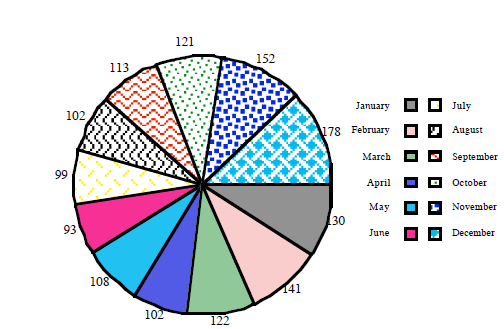 121
152
113
102
178
99
130
93
108
141
102
122
January July
February August
March September
April October
May November
June December